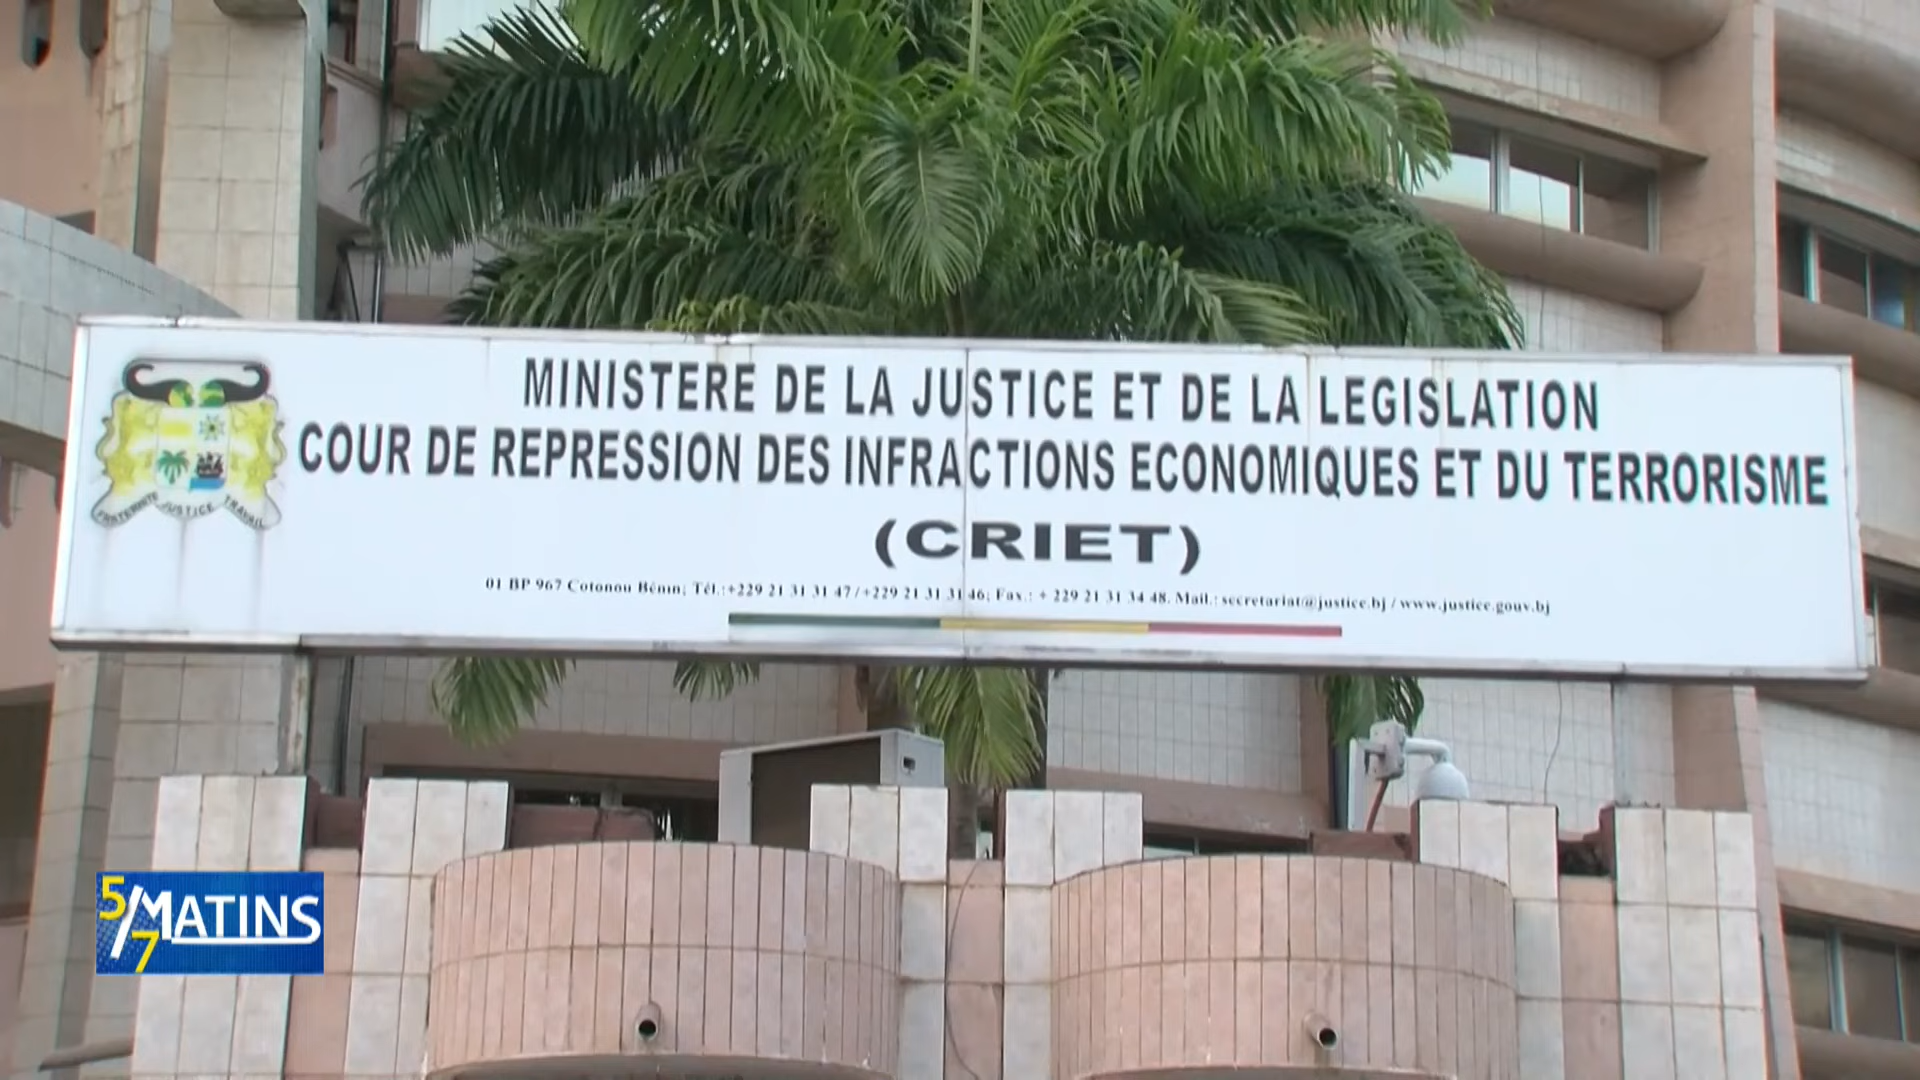 MINISTERE DE LA JUSTICE ET DE LA LEGISLATION
COUR DE REPRESSION DES INFRACTIONS ECONOMIQUES ET DU TERRORISME
(CRIET)
01 BP 967 Cotonou Bénin; Tél.:+229 21 31 31 47/+229 21 31 31 46; Fax.: + 229 21 31 34 48. Mail.: secretariat@justice.bj / www.justice.gouv.bj
FRATERNITE JUSTICE TRAVAIL
5/7 MATINS